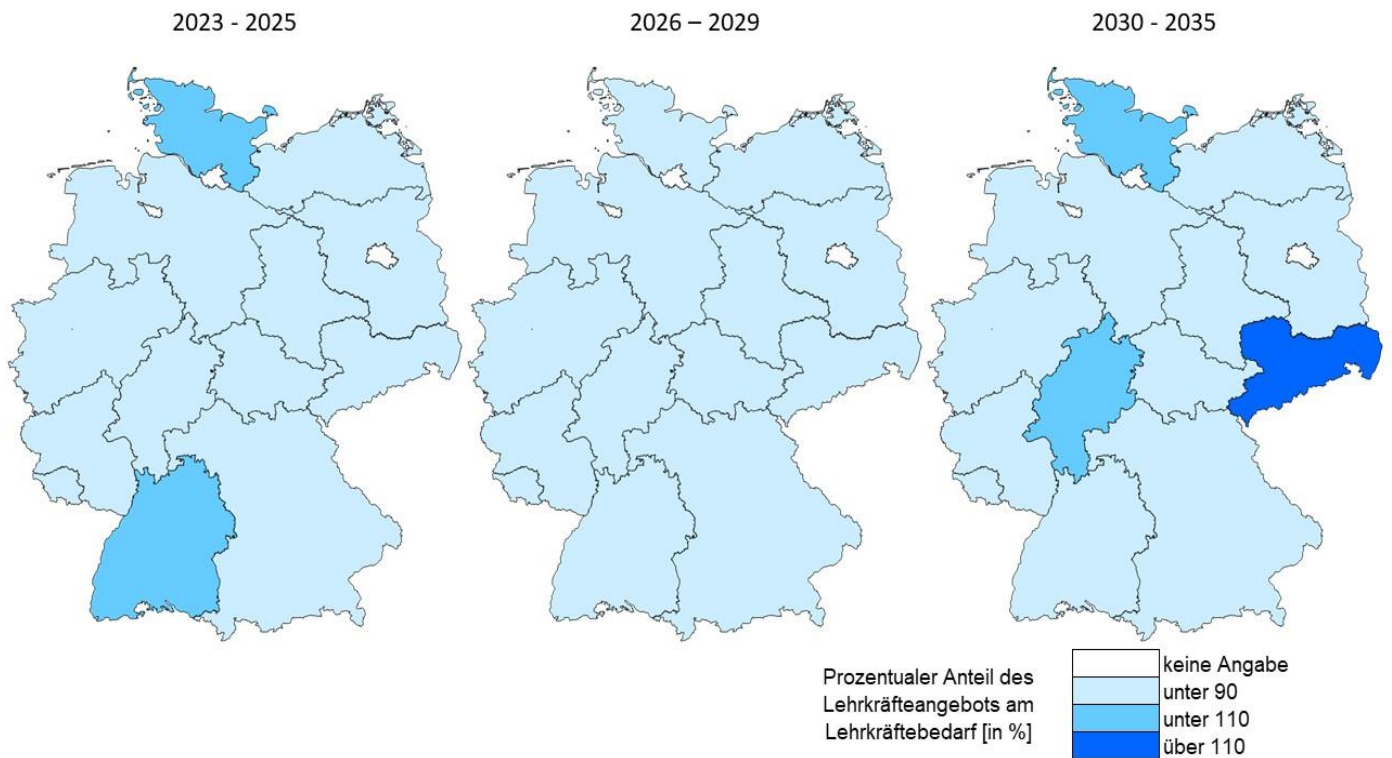 2023 - 2025
2026 – 2029
2030 - 2035
Prozentualer Anteil des
Lehrkräfteangebots am
Lehrkräftebedarf [in %]
keine Angabe
unter 90
unter 110
über 110